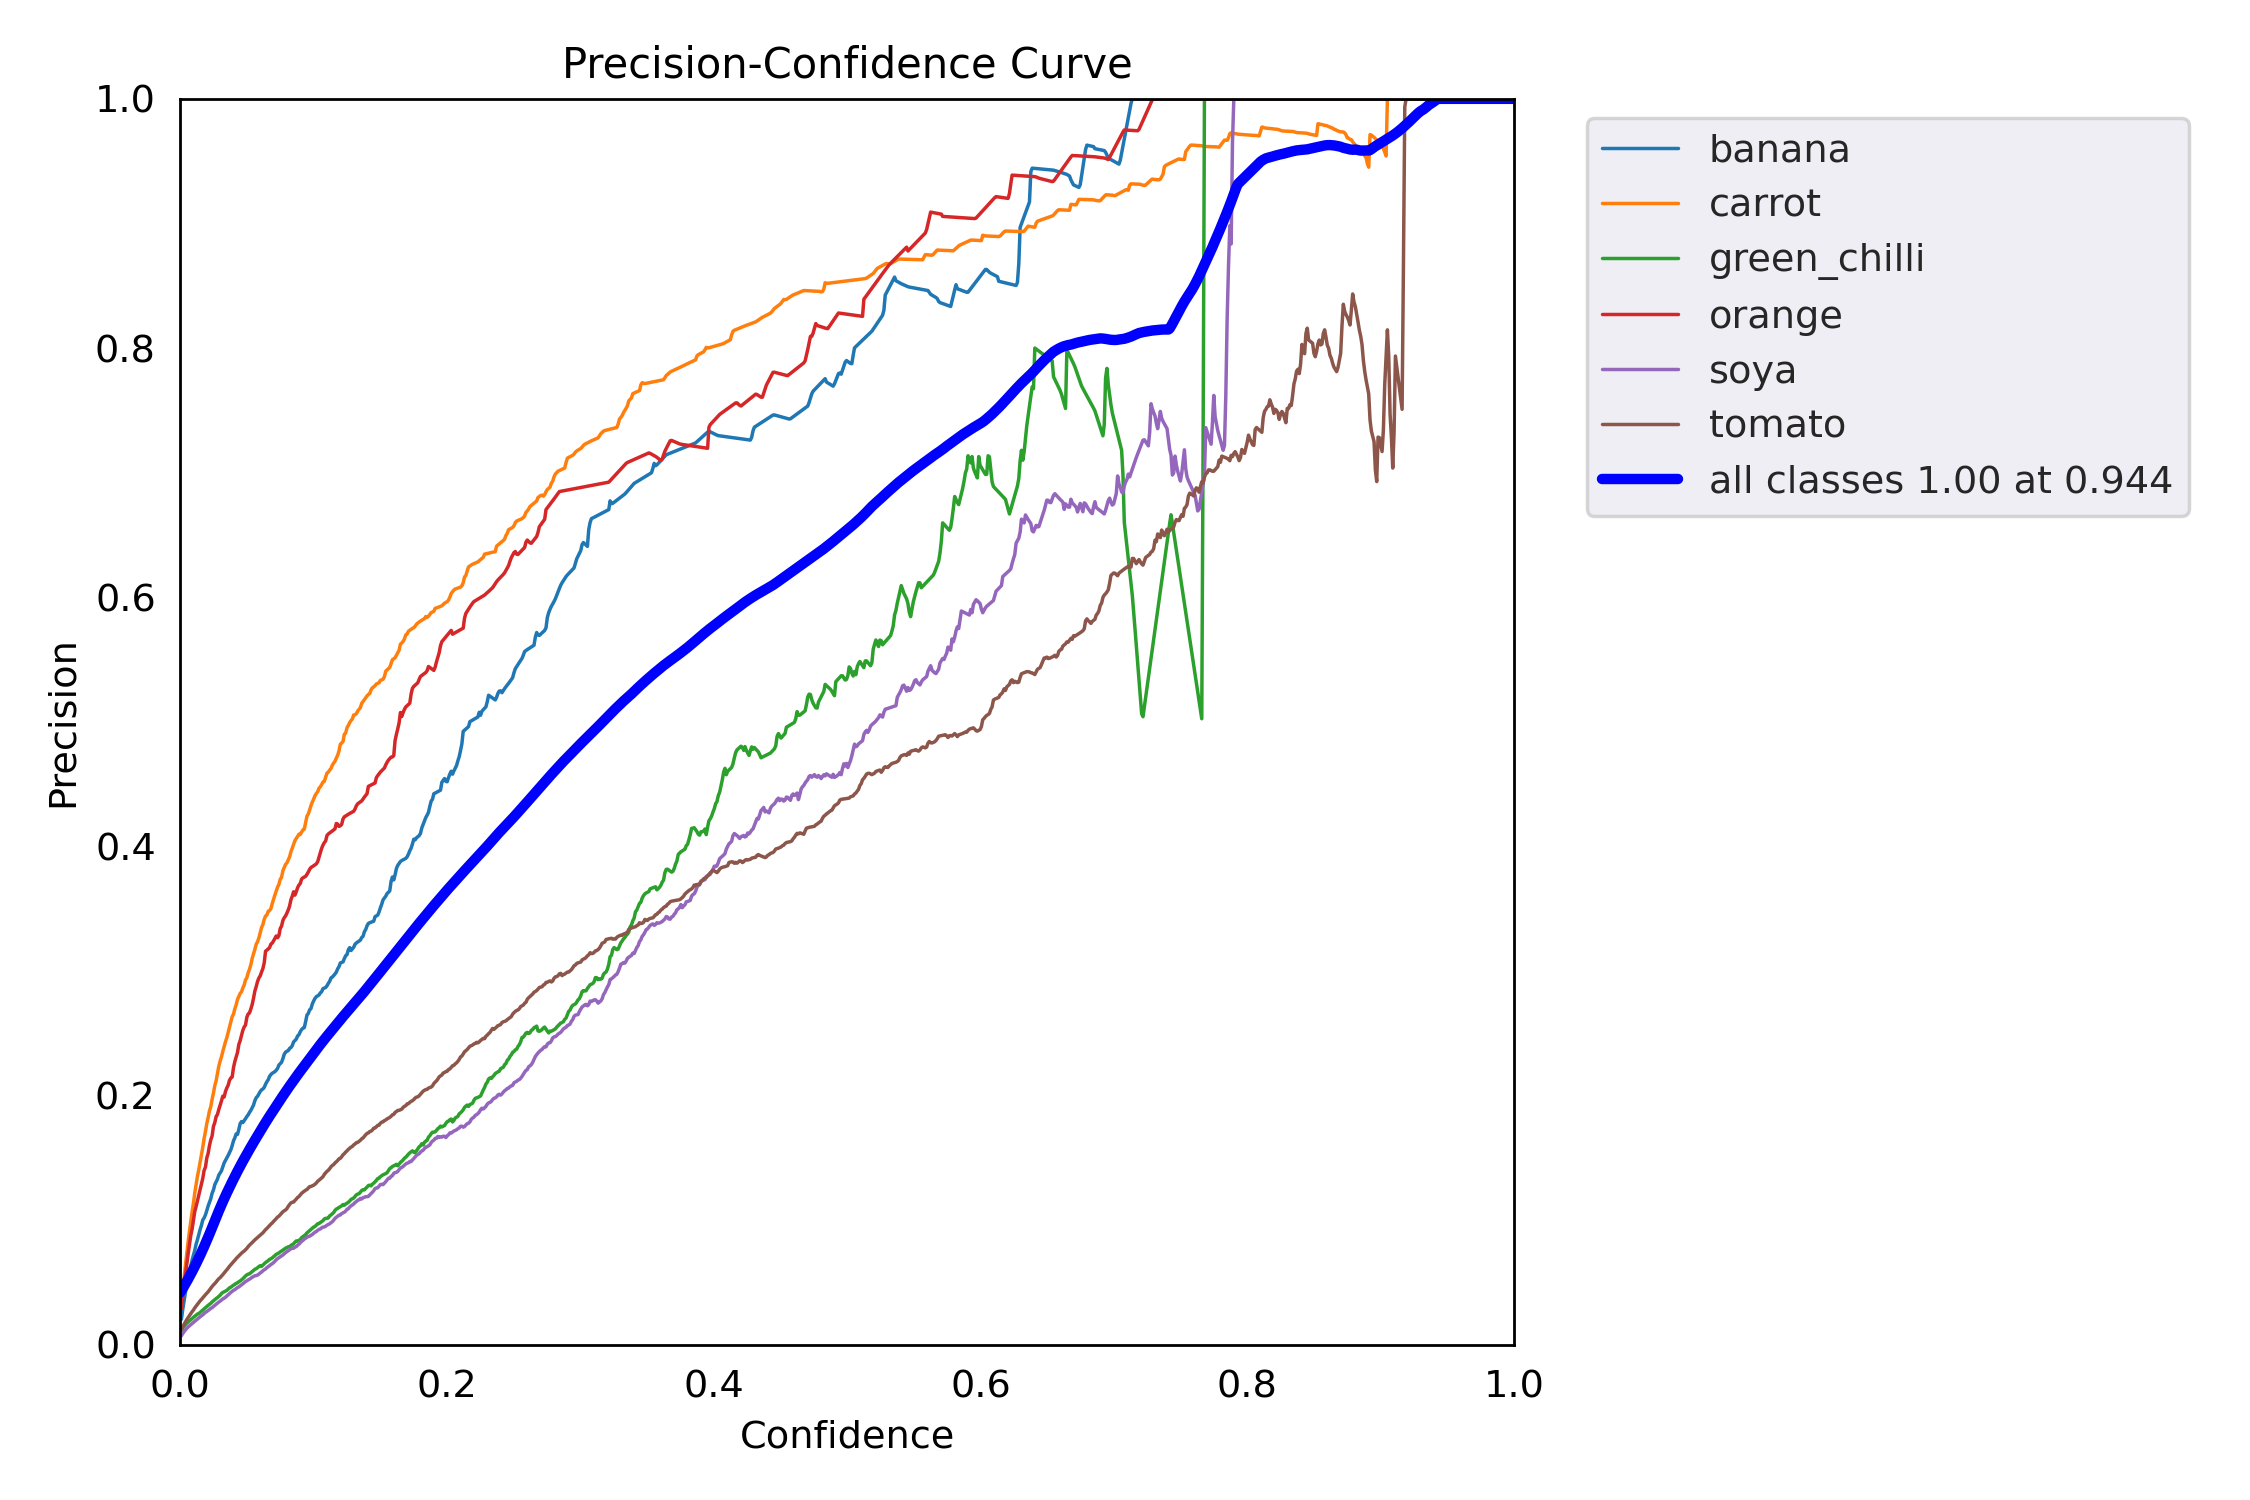 Precision-Confidence Curve
1.0
0.8
0.6
0.4
0.2
0.0
Precision
0.0 0.2 0.4 0.6 0.8 1.0
Confidence
banana
carrot
green_chilli
orange
soya
tomato
all classes 1.00 at 0.944